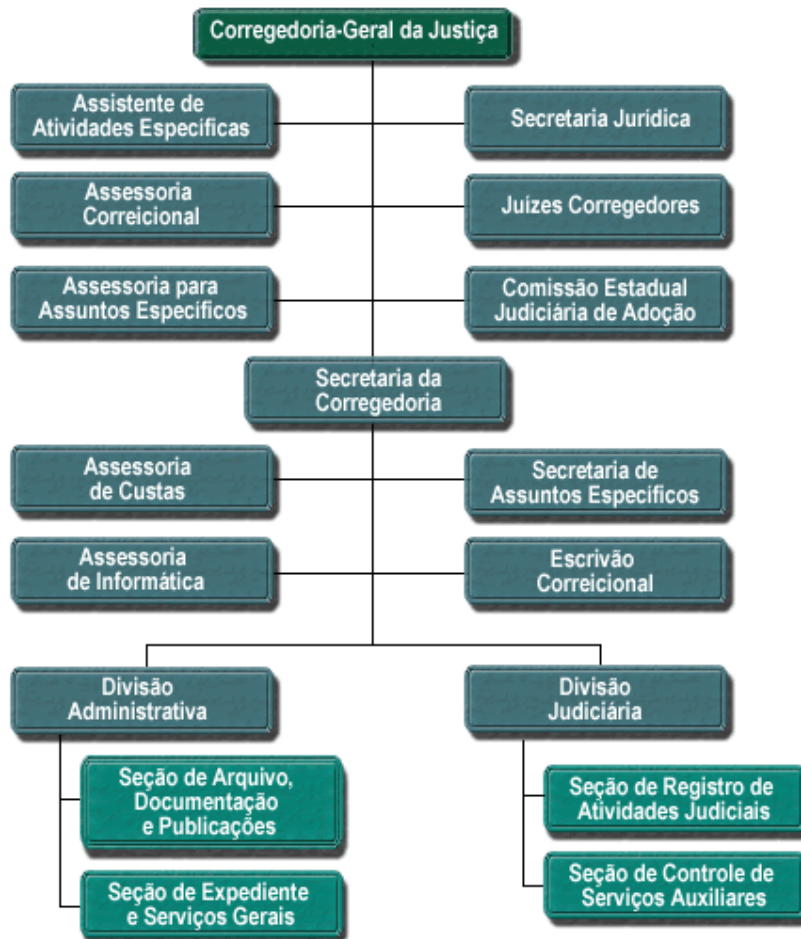 Corregedoria-Geral da Justiça
Assistente de
Atividades Específicas
Secretaria Jurídica
Assessoria
Correicional
Juízes Corregedores
Assessoria para
Assuntos Específicos
Comissão Estadual
Judiciária de Adoção
Secretaria da
Corregedoria
Assessoria
de Custas
Secretaria de
Assuntos Específicos
Assessoria
de Informática
Escrivão
Correicional
Divisão
Administrativa
Divisão
Judiciária
Seção de Arquivo,
Documentação
e Publicações
Seção de Expediente
e Serviços Gerais
Seção de Registro de
Atividades Judiciais
Seção de Controle de
Serviços Auxiliares